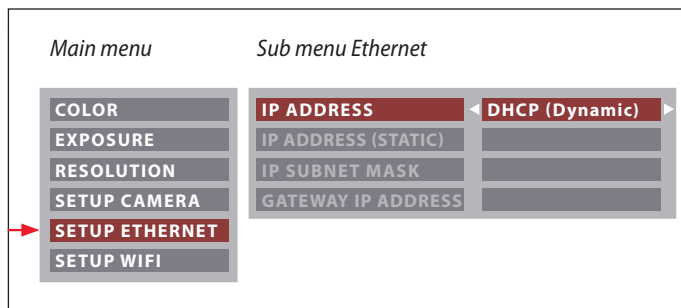 Main menu
Sub menu Ethernet
COLOR
EXPOSURE
RESOLUTION
SETUP CAMERA
SETUP ETHERNET
SETUP WIFI
IP ADDRESS DHCP (Dynamic)
IP ADDRESS (STATIC)
IP SUBNET MASK
GATEWAY IP ADDRESS